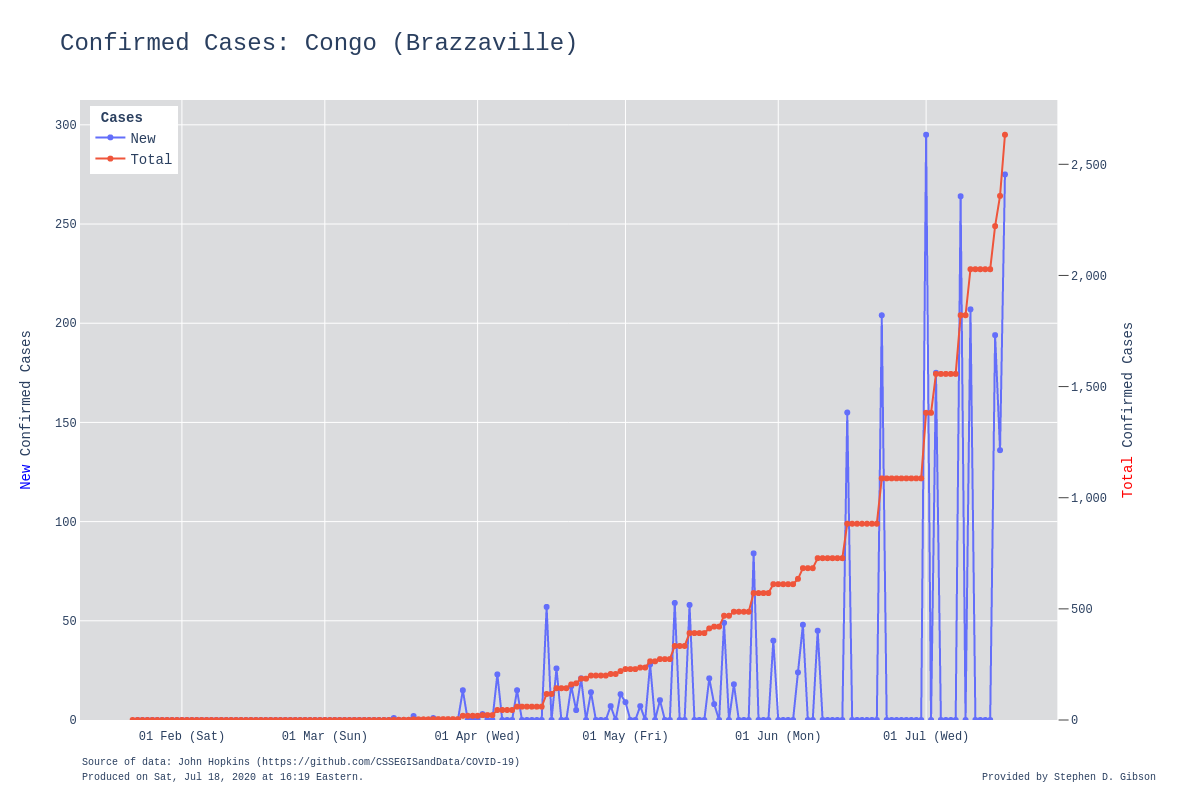 Confirmed Cases: Congo (Brazzaville)
Cases
New
Total
300
250
200
150
100
50
0
2,500
2,000
1,500
1,000
500
0
New Confirmed Cases
Total Confirmed Cases
01 Feb (Sat)
01 Mar (Sun)
01 Apr (Wed)
01 May (Fri)
01 Jun (Mon)
01 Jul (Wed)
Source of data: John Hopkins (https://github.com/CSSEGISandData/COVID-19)
Produced on Sat, Jul 18, 2020 at 16:19 Eastern.
Provided by Stephen D. Gibson